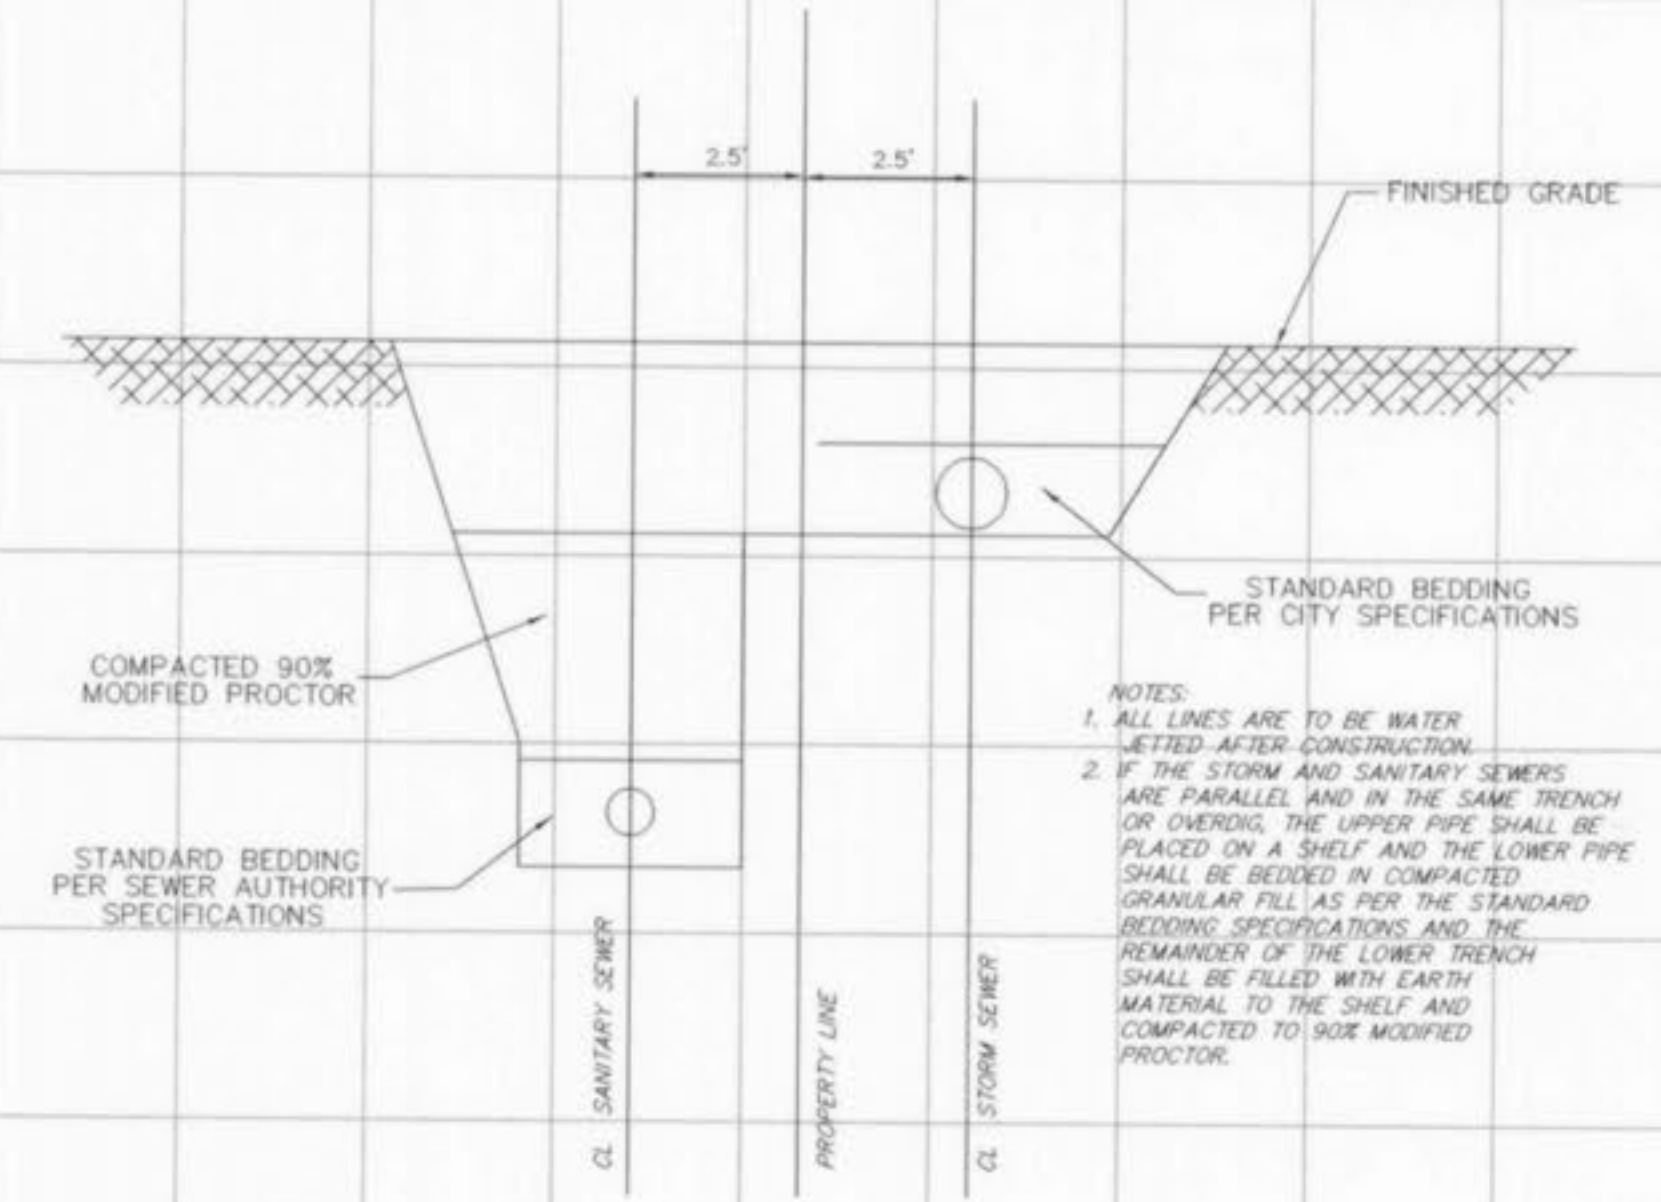 2.5'
2.5'
FINISHED GRADE
STANDARD BEDDING
PER CITY SPECIFICATIONS
COMPACTED 90%
MODIFIED PROCTOR
STANDARD BEDDING
PER SEWER AUTHORITY
SPECIFICATIONS
NOTES:
1. ALL LINES ARE TO BE WATER
JETTED AFTER CONSTRUCTION.
2. IF THE STORM AND SANITARY SEWERS
ARE PARALLEL AND IN THE SAME TRENCH
OR OVERDIG, THE UPPER PIPE SHALL BE
PLACED ON A SHELF AND THE LOWER PIPE
SHALL BE BEDDED IN COMPACTED
GRANULAR FILL AS PER THE STANDARD
BEDDING SPECIFICATIONS AND THE
REMAINDER OF THE LOWER TRENCH
SHALL BE FILLED WITH EARTH
MATERIAL TO THE SHELF AND
COMPACTED TO 90% MODIFIED
PROCTOR.
CL SANITARY SEWER
PROPERTY LINE
CL STORM SEWER